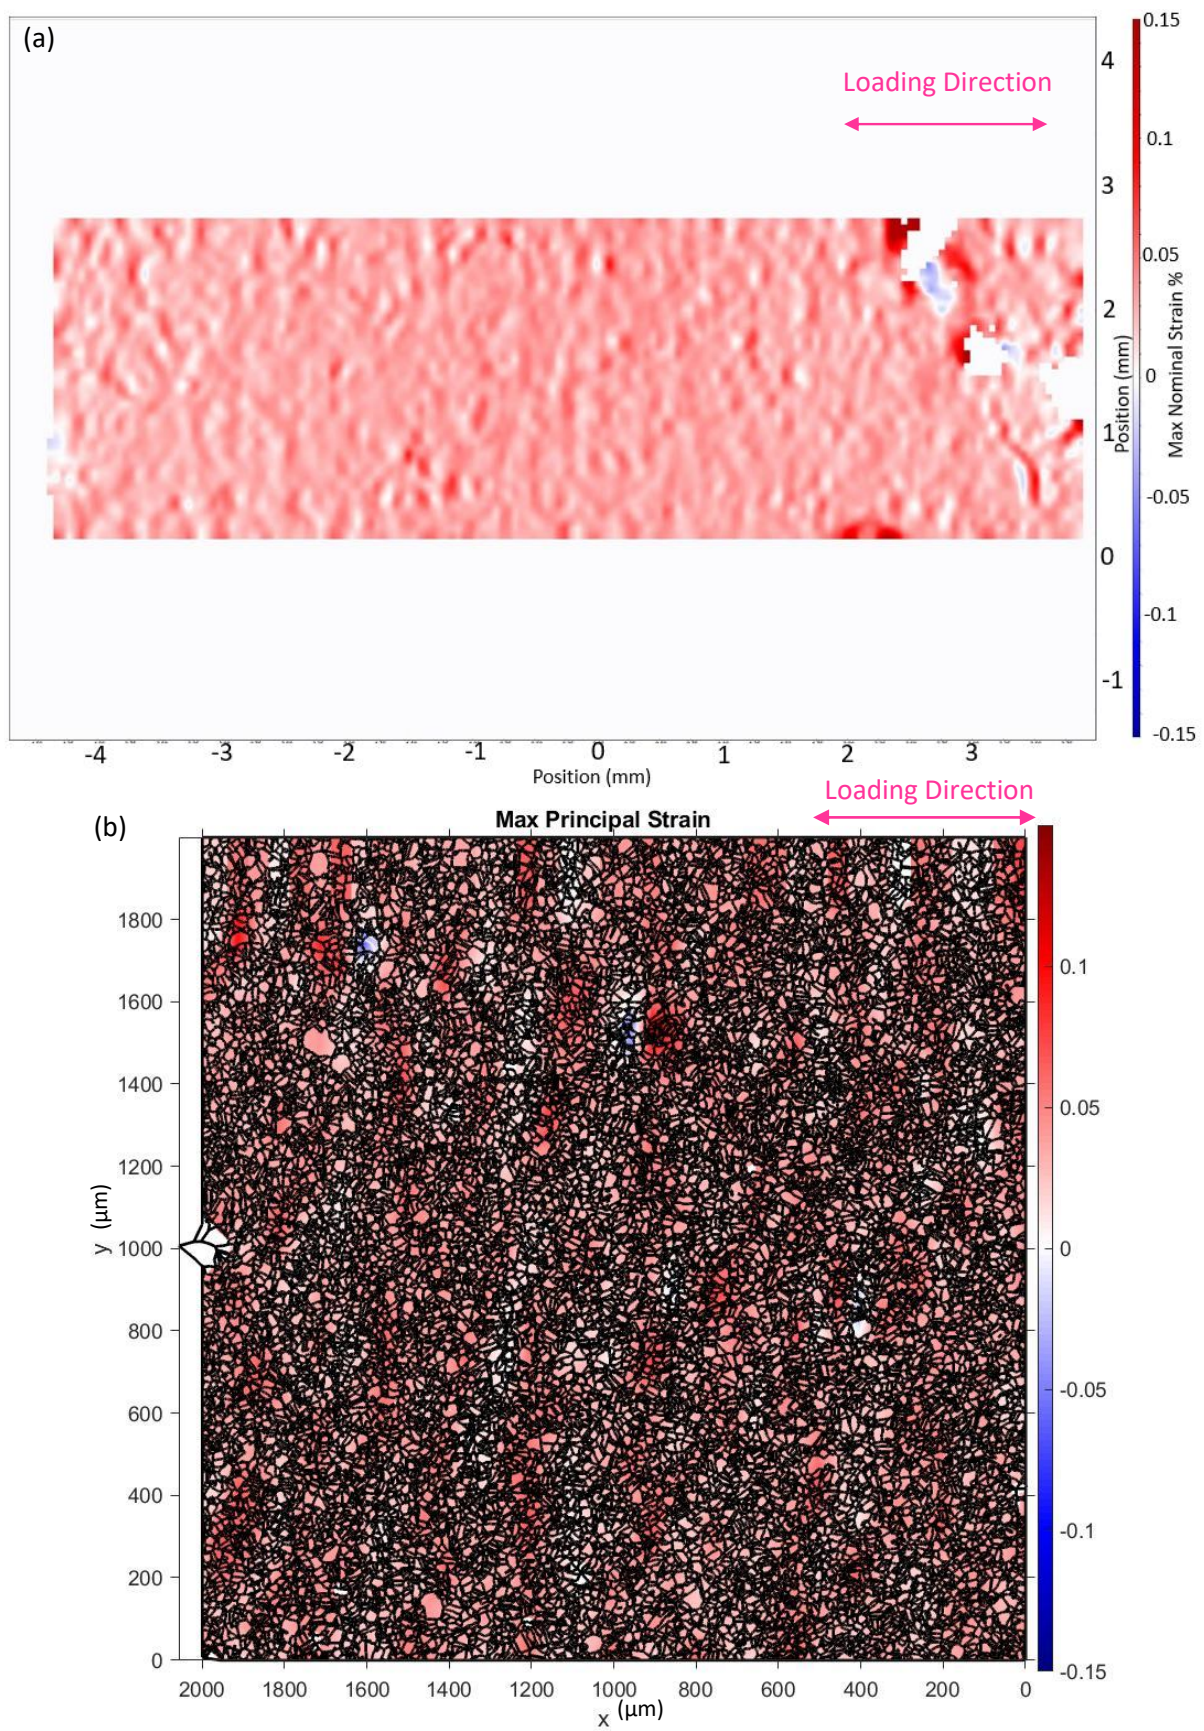 (a)
0.15
4
Loading Direction
0.1
3
0.05
2
0
1
-0.05
0
-0.1
-1
-0.15
Position (mm)
Max Nominal Strain %
-4 -3 -2 -1 0 1 2 3
Position (mm)
Loading Direction
(b)
Max Principal Strain
1800
1600
1400
1200
1000
800
600
400
200
0
y (μm)
0.1
0.05
0
-0.05
-0.1
-0.15
2000 1800 1600 1400 1200 1000 800 600 400 200 0
x (μm)